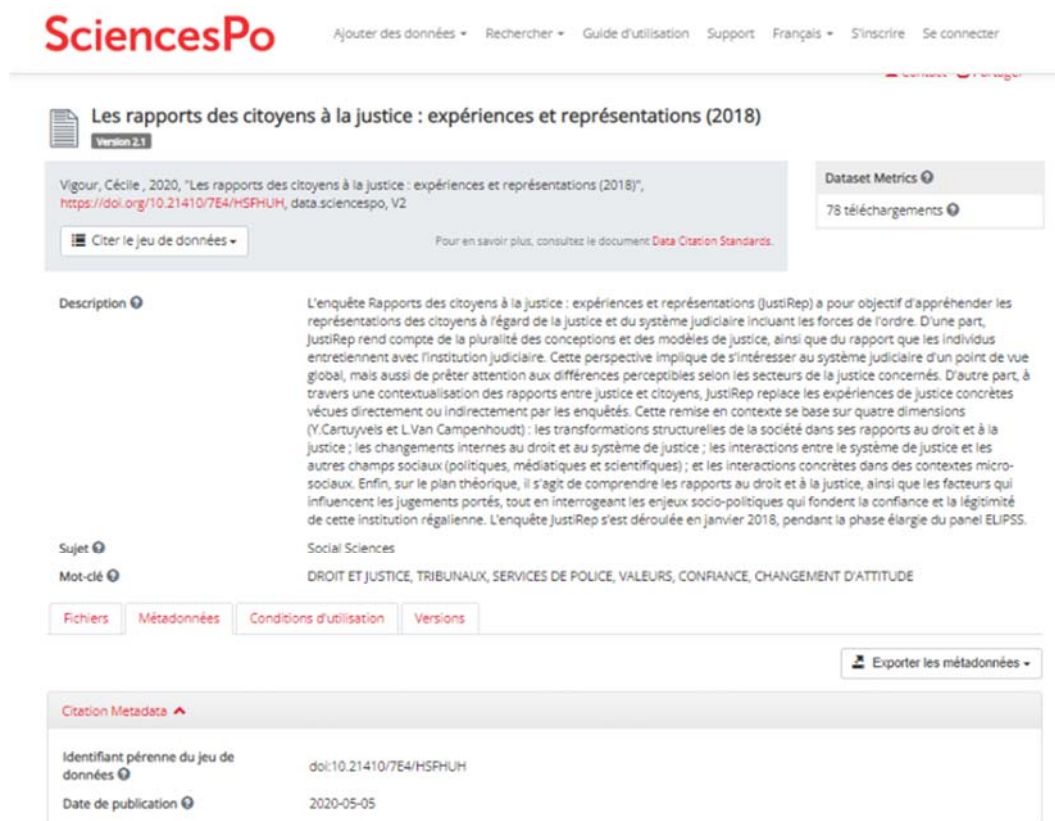 SciencesPo
Ajouter des données Rechercher Guide d'utilisation Support Français S'inscrire Se connecter
Contact Partager
Les rapports des citoyens à la justice : expériences et représentations (2018)
Version 2.1
Vigour, Cécile , 2020, "Les rapports des citoyens à la justice : expériences et représentations (2018)",
https://doi.org/10.21410/7E4/HSFHUH, data.sciencespo, V2
Citer le jeu de données
Pour en savoir plus, consultez le document Data Citation Standards.
Dataset Metrics
78 téléchargements
Description
L'enquête Rapports des citoyens à la justice : expériences et représentations (JustiRep) a pour objectif d'appréhender les
représentations des citoyens à l'égard de la justice et du système judiciaire incluant les forces de l'ordre. D'une part,
JustiRep rend compte de la pluralité des conceptions et des modèles de justice, ainsi que du rapport que les individus
entretiennent avec l'institution judiciaire. Cette perspective implique de s'intéresser au système judiciaire d'un point de vue
global, mais aussi de prêter attention aux différences perceptibles selon les secteurs de la justice concernés. D'autre part, à
travers une contextualisation des rapports entre justice et citoyens, JustiRep replace les expériences de justice concrètes
vécues directement ou indirectement par les enquêtés. Cette remise en contexte se base sur quatre dimensions
(Y.Cartuyvels et L.Van Campenhoudt) : les transformations structurelles de la société dans ses rapports au droit et à la
justice ; les changements internes au droit et au système de justice ; les interactions entre le système de justice et les
autres champs sociaux (politiques, médiatiques et scientifiques) ; et les interactions concrètes dans des contextes micro-
sociaux. Enfin, sur le plan théorique, il s'agit de comprendre les rapports au droit et à la justice, ainsi que les facteurs qui
influencent les jugements portés, tout en interrogeant les enjeux socio-politiques qui fondent la confiance et la légitimité
de cette institution régalienne. L'enquête JustiRep s'est déroulée en janvier 2018, pendant la phase élargie du panel ELIPSS.
Sujet
Social Sciences
Mot-clé
DROIT ET JUSTICE, TRIBUNAUX, SERVICES DE POLICE, VALEURS, CONFIANCE, CHANGEMENT D'ATTITUDE
Fichiers Métadonnées Conditions d'utilisation Versions
Exporter les métadonnées
Citation Metadata
Identifiant pérenne du jeu de
données
doi:10.21410/7E4/HSFHUH
Date de publication
2020-05-05